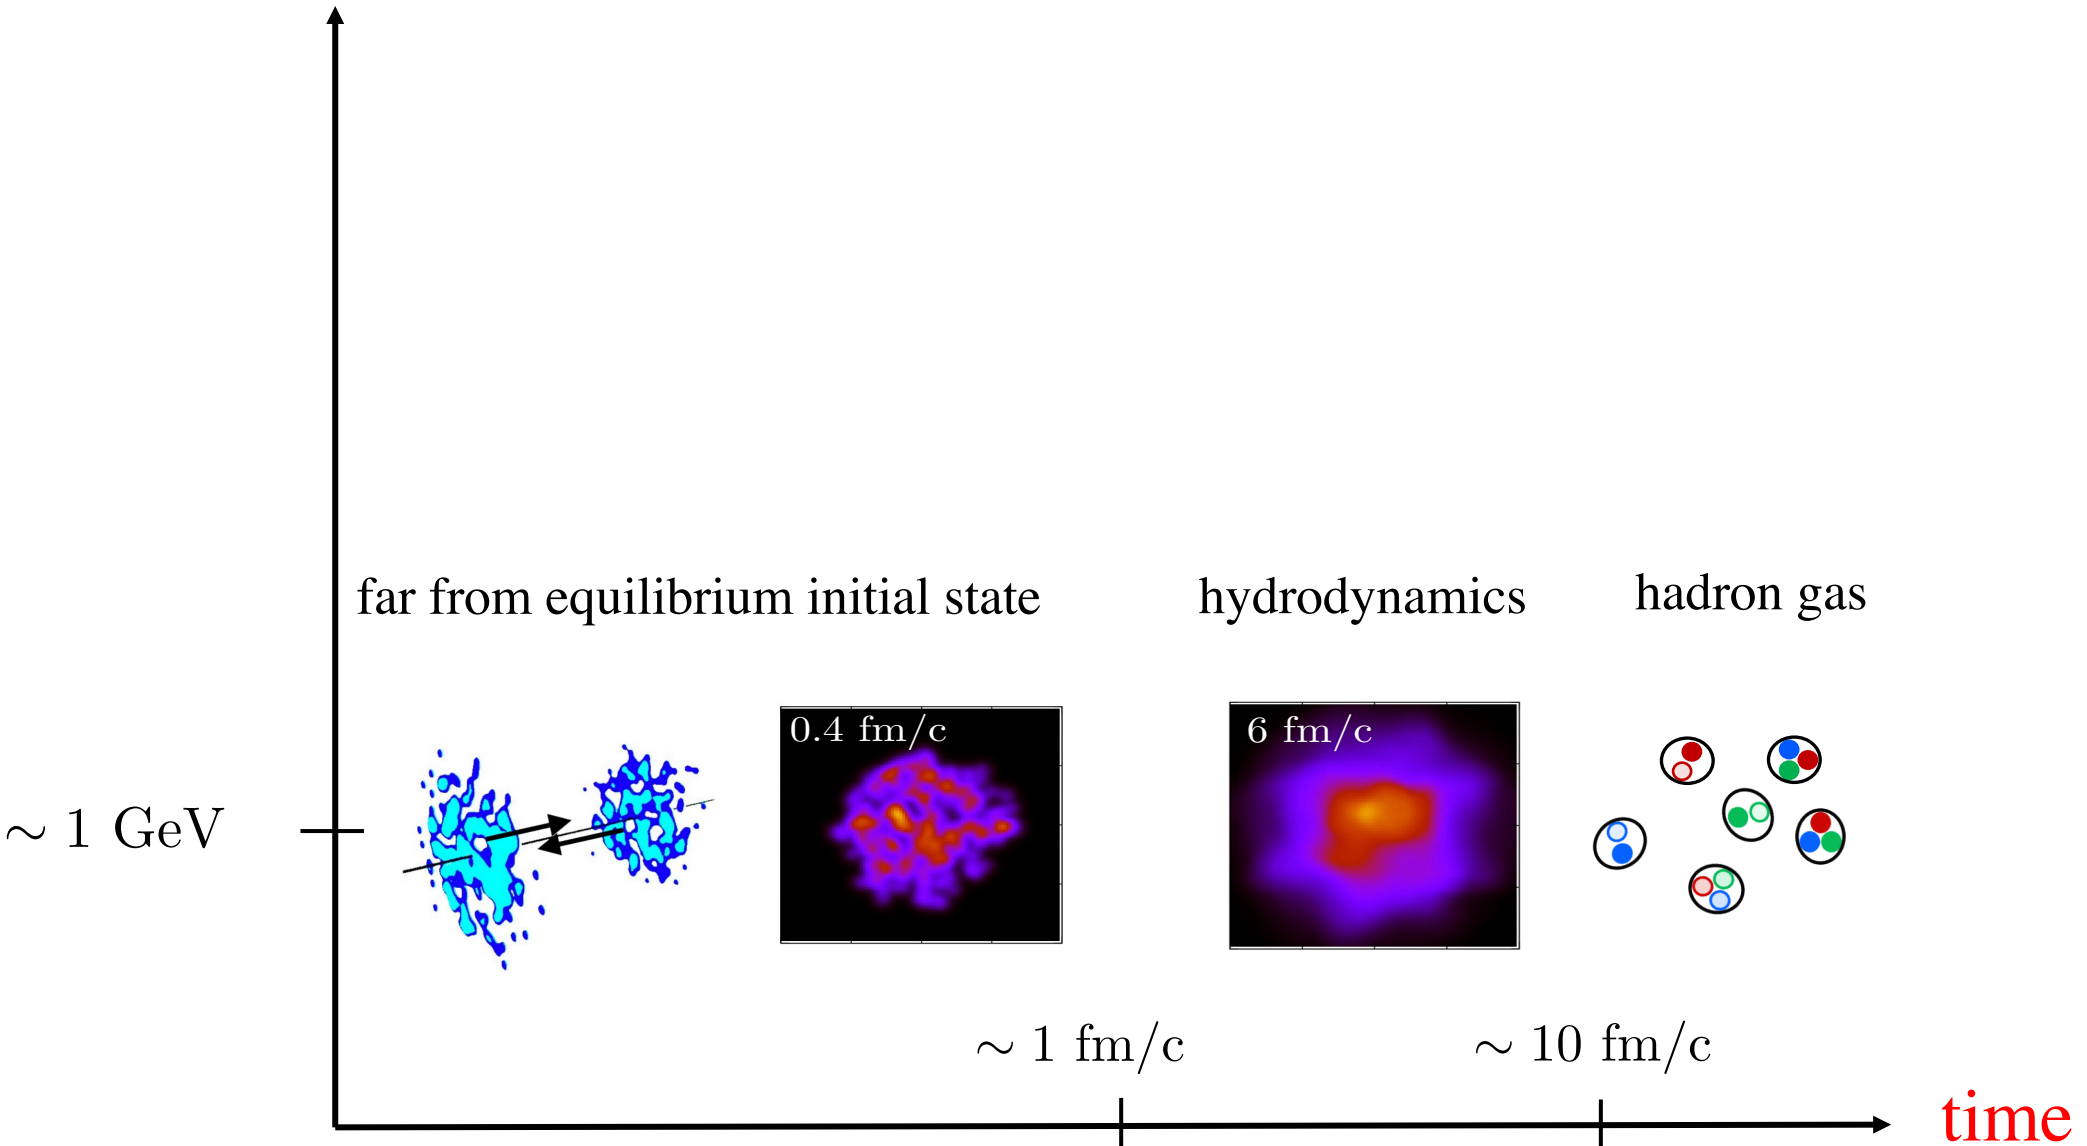 far from equilibrium initial state
hydrodynamics
hadron gas
0.4 fm/c
6 fm/c
∼ 1 GeV
∼ 1 fm/c
∼ 10 fm/c
time